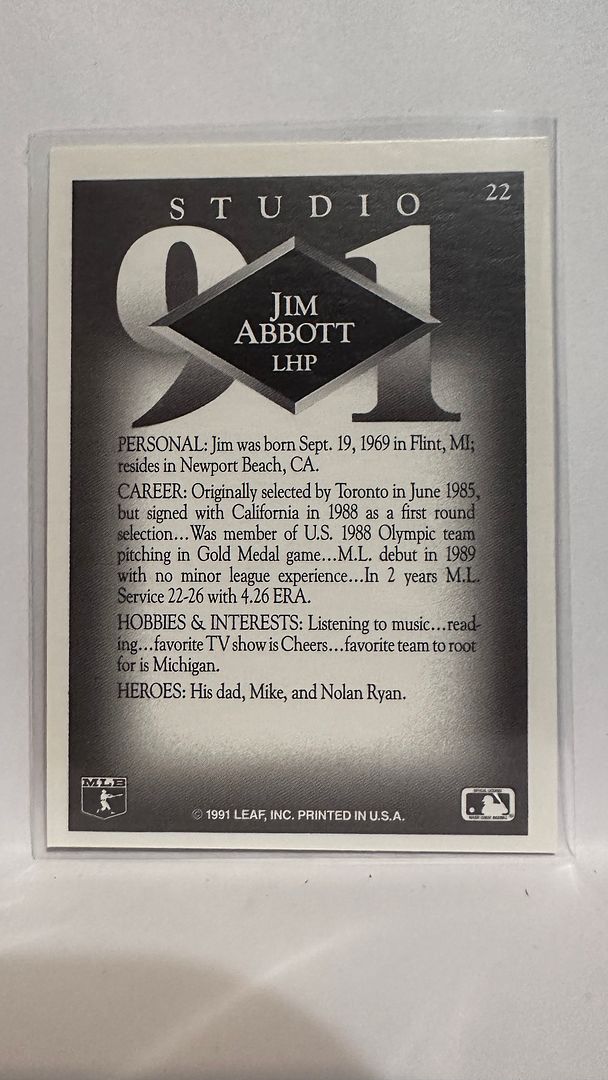 22
STUDIO
91
JIM
ABBOTT
LHP
PERSONAL: Jim was born Sept. 19, 1969 in Flint, MI;
resides in Newport Beach, CA.
CAREER: Originally selected by Toronto in June 1985,
but signed with California in 1988 as a first round
selection...Was member of U.S. 1988 Olympic team
pitching in Gold Medal game...M.L. debut in 1989
with no minor league experience...In 2 years M.L.
Service 22-26 with 4.26 ERA.
HOBBIES & INTERESTS: Listening to music...read-
ing...favorite TV show is Cheers...favorite team to root
for is Michigan.
HEROES: His dad, Mike, and Nolan Ryan.
MLB
© 1991 LEAF, INC. PRINTED IN U.S.A.